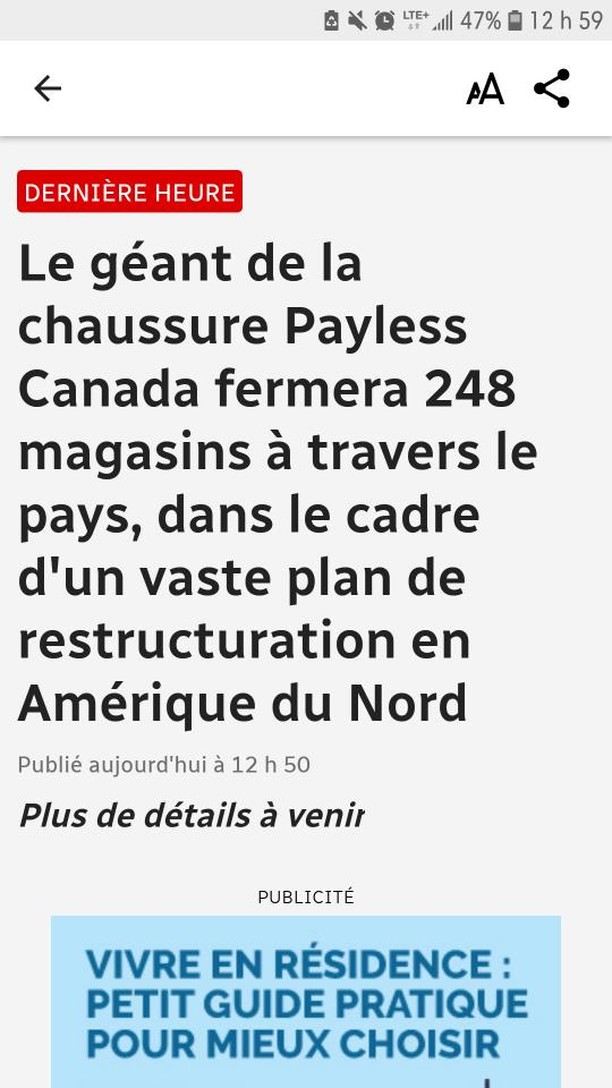 LTE+ 47% 12 h 59
AA
DERNIÈRE HEURE
Le géant de la
chaussure Payless
Canada fermera 248
magasins à travers le
pays, dans le cadre
d'un vaste plan de
restructuration en
Amérique du Nord
Publié aujourd'hui à 12 h 50
Plus de détails à venir
PUBLICITÉ
VIVRE EN RÉSIDENCE :
PETIT GUIDE PRATIQUE
POUR MIEUX CHOISIR